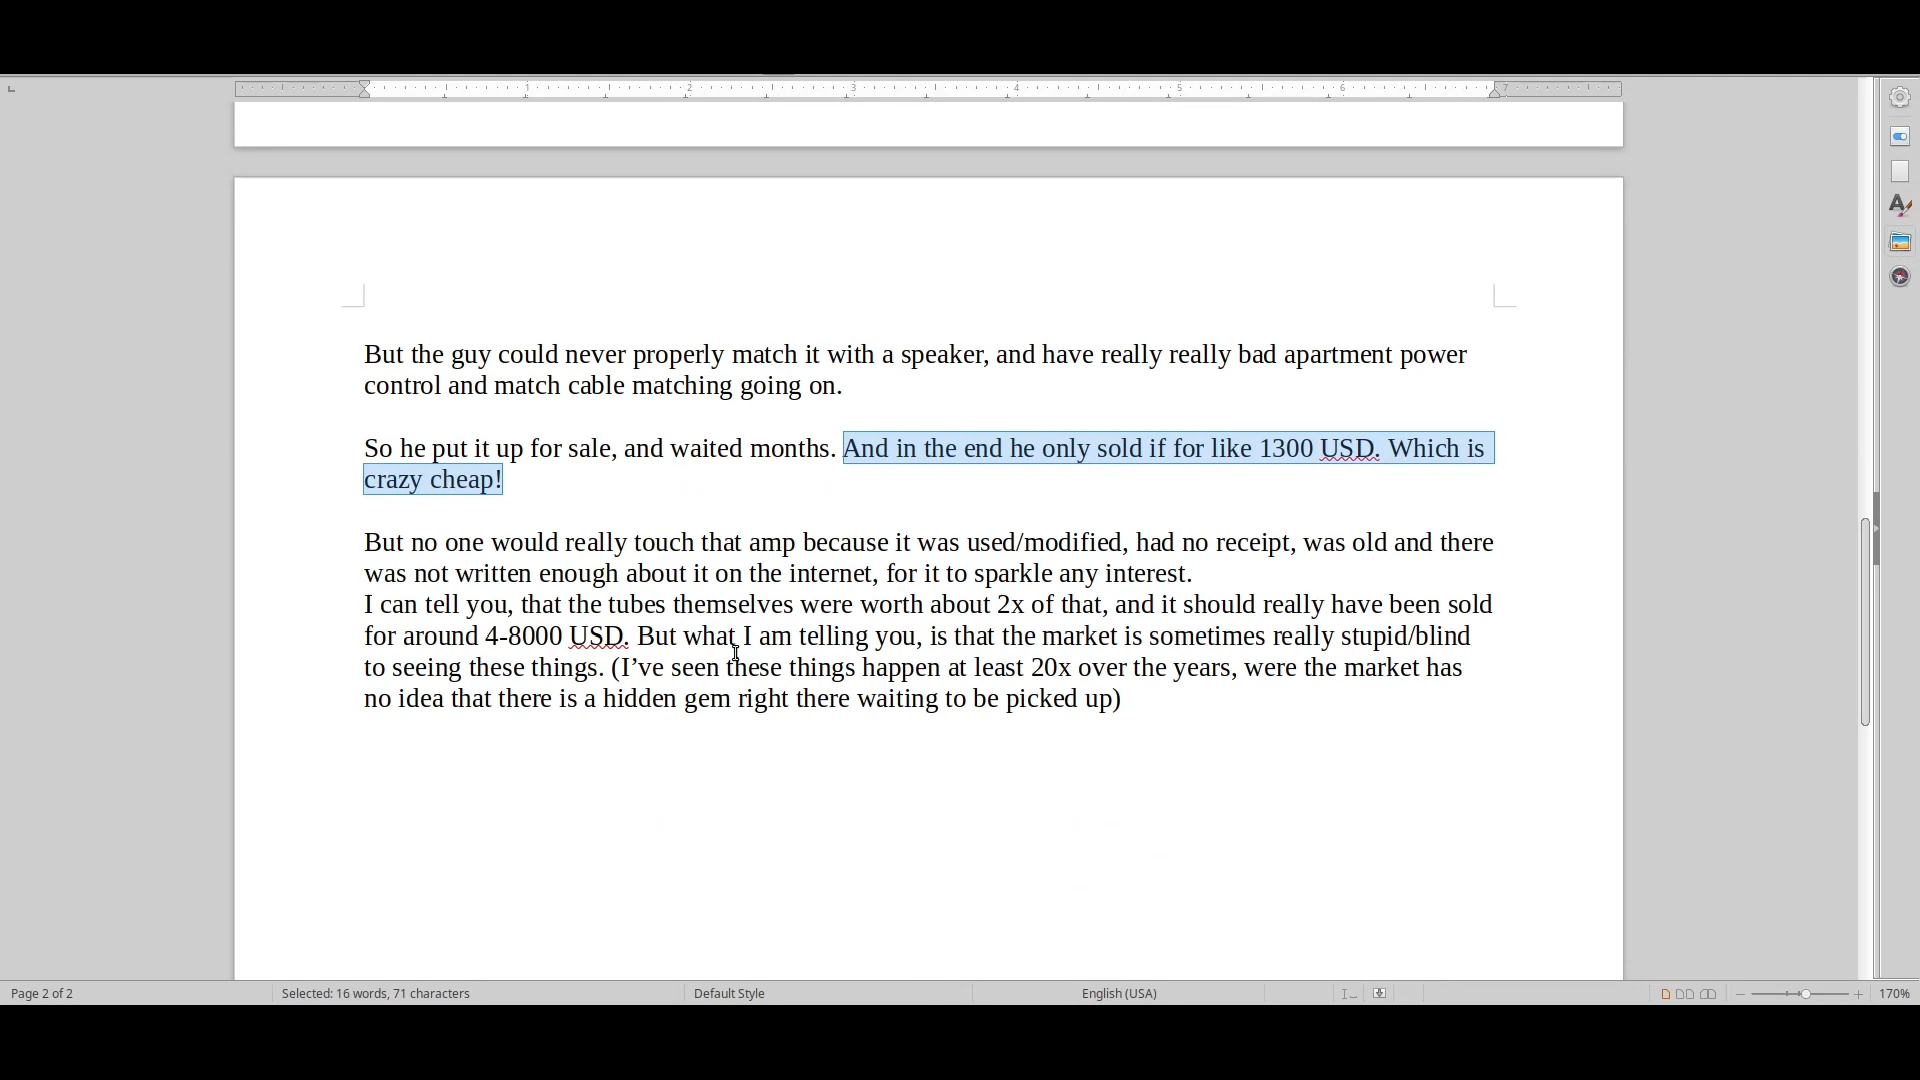 1 2 3 4 5 6 7
But the guy could never properly match it with a speaker, and have really really bad apartment power
control and match cable matching going on.
So he put it up for sale, and waited months. And in the end he only sold if for like 1300 USD. Which is
crazy cheap!
But no one would really touch that amp because it was used/modified, had no receipt, was old and there
was not written enough about it on the internet, for it to sparkle any interest.
I can tell you, that the tubes themselves were worth about 2x of that, and it should really have been sold
for around 4-8000 USD. But what I am telling you, is that the market is sometimes really stupid/blind
to seeing these things. (I’ve seen these things happen at least 20x over the years, were the market has
no idea that there is a hidden gem right there waiting to be picked up)
Page 2 of 2 Selected: 16 words, 71 characters Default Style English (USA) 170%